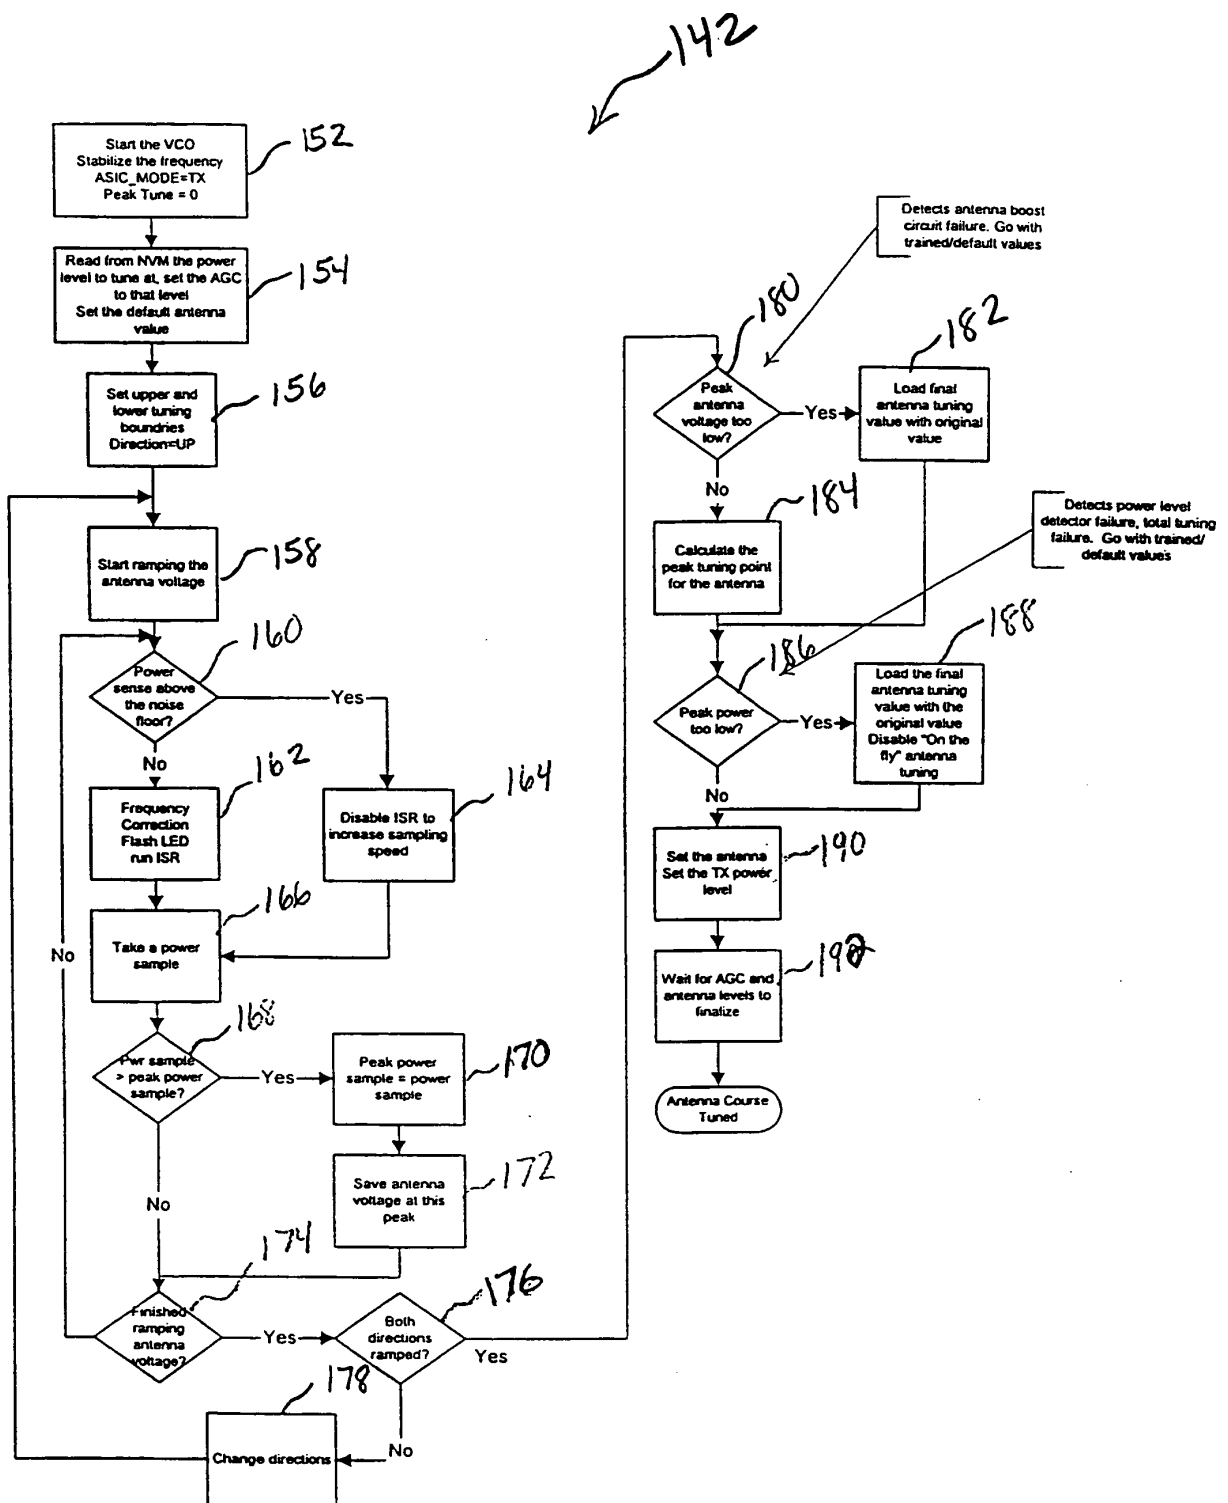 142
Start the VCO
Stabilize the frequency
ASIC_MODE=TX
Peak Tune = 0
152
Read from NVM the power
level to tune at, set the AGC
to that level
Set the default antenna
value
154
Set upper and
lower tuning
boundries
Direction=UP
156
Start ramping the
antenna voltage
158
Power
sense above
the noise
floor?
160
Yes
No
Frequency
Correction
Flash LED
run ISR
162
Disable ISR to
increase sampling
speed
164
Take a power
sample
166
No
Pwr sample
> peak power
sample?
168
Yes
Peak power
sample = power
sample
170
Save antenna
voltage at this
peak
172
No
Finished
ramping
antenna
voltage?
174
Yes
Both
directions
ramped?
176
Yes
No
Change directions
178
Detects antenna boost
circuit failure. Go with
trained/default values
Peak
antenna
voltage too
low?
180
Yes
Load final
antenna tuning
value with original
value
182
No
Calculate the
peak tuning point
for the antenna
184
Detects power level
detector failure, total tuning
failure. Go with trained/
default values
Peak power
too low?
186
Yes
Load the final
antenna tuning
value with the
original value
Disable "On the
fly" antenna
tuning
188
No
Set the antenna
Set the TX power
level
190
Wait for AGC and
antenna levels to
finalize
192
Antenna Course
Tuned